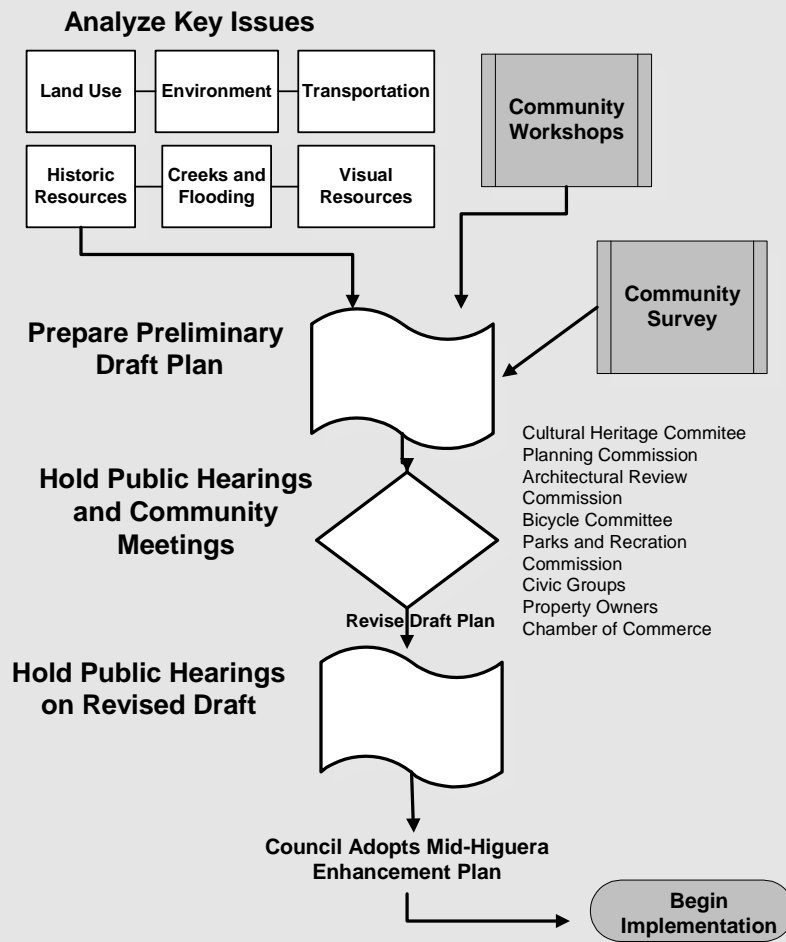 Analyze Key Issues
Land Use
Environment
Transportation
Community
Workshops
Historic
Resources
Creeks and
Flooding
Visual
Resources
Community
Survey
Prepare Preliminary
Draft Plan
Cultural Heritage Commitee
Planning Commission
Architectural Review
Commission
Bicycle Committee
Parks and Recration
Commission
Civic Groups
Property Owners
Chamber of Commerce
Hold Public Hearings
and Community
Meetings
Revise Draft Plan
Hold Public Hearings
on Revised Draft
Council Adopts Mid-Higuera
Enhancement Plan
Begin
Implementation